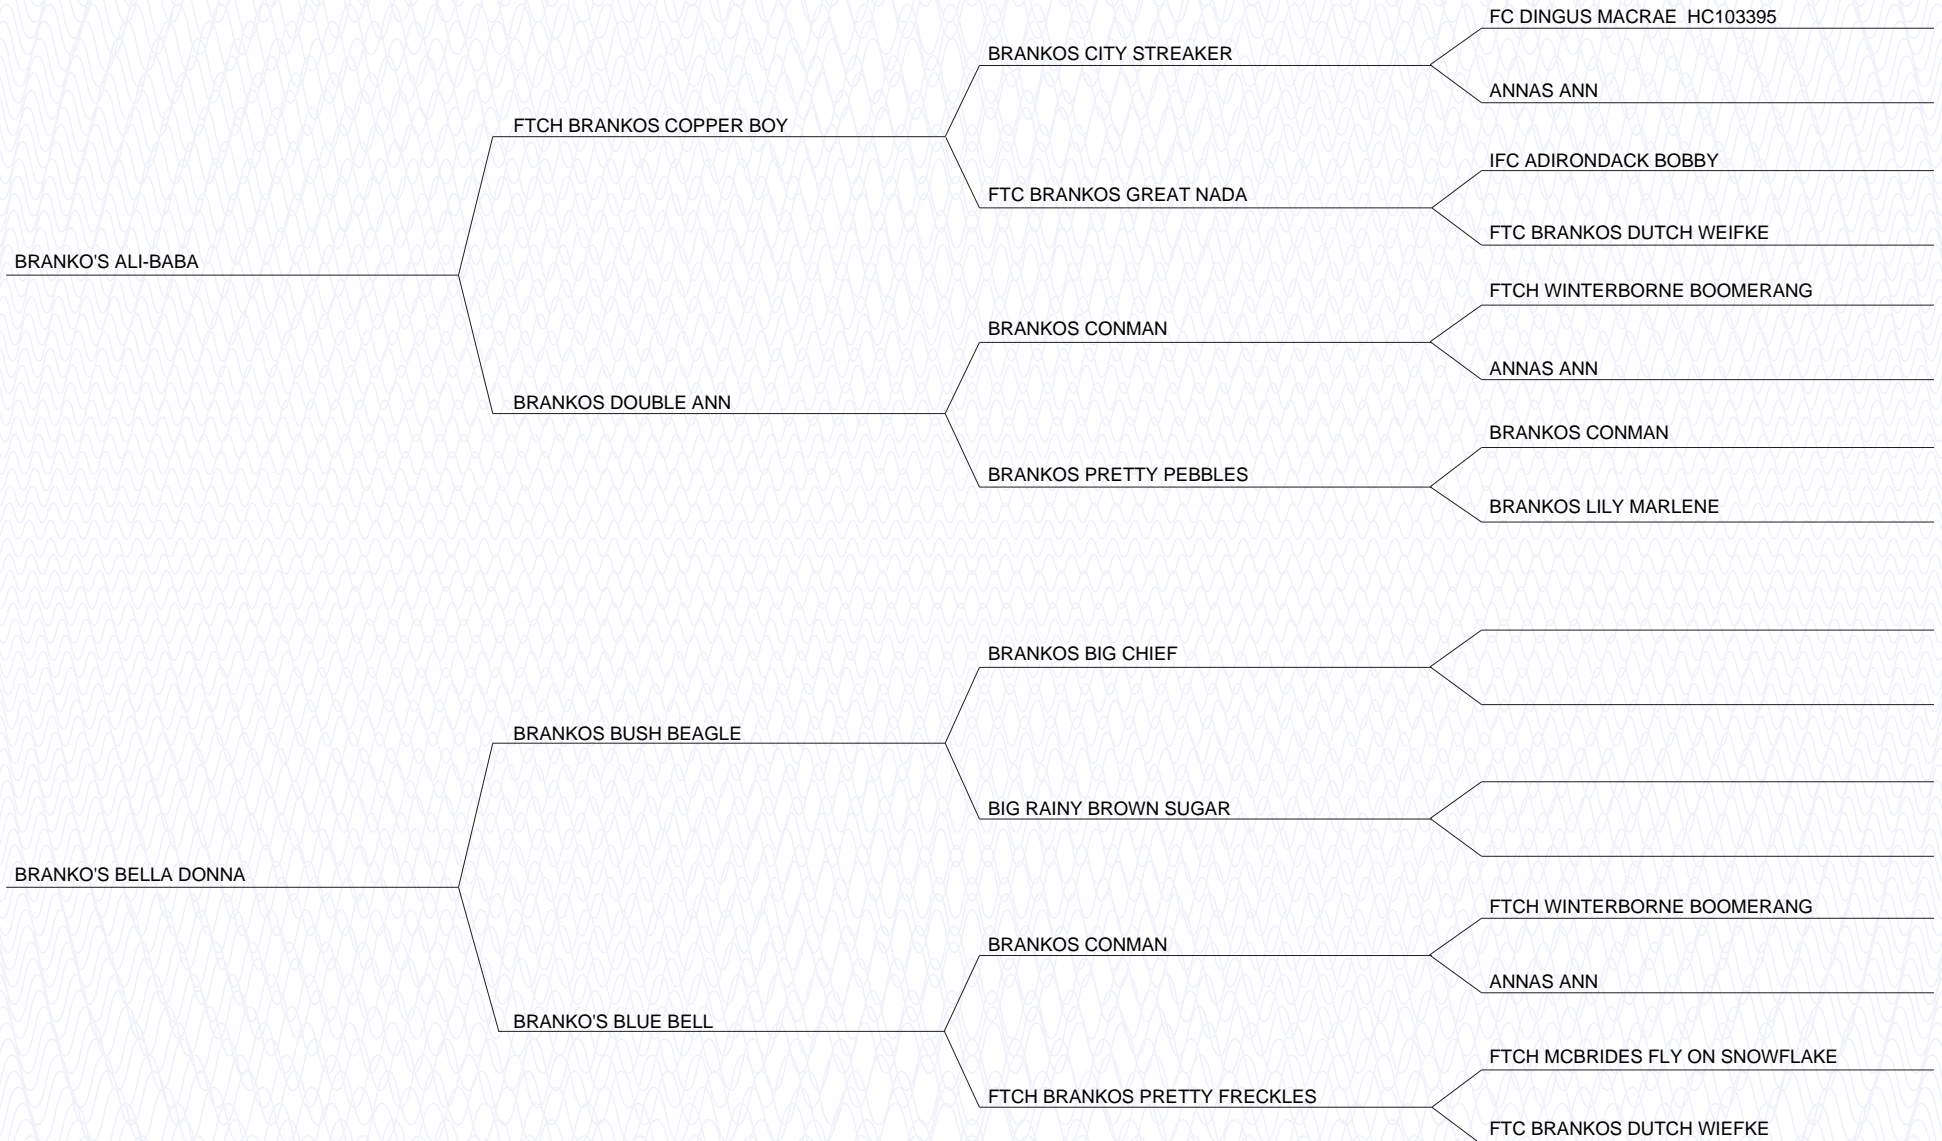 FC DINGUS MACRAE  HC103395
BRANKOS CITY STREAKER
ANNAS ANN
FTCH BRANKOS COPPER BOY
IFC ADIRONDACK BOBBY
FTC BRANKOS GREAT NADA
FTC BRANKOS DUTCH WEIFKE
BRANKO'S ALI-BABA
FTCH WINTERBORNE BOOMERANG
BRANKOS CONMAN
ANNAS ANN
BRANKOS DOUBLE ANN
BRANKOS CONMAN
BRANKOS PRETTY PEBBLES
BRANKOS LILY MARLENE
BRANKOS BIG CHIEF
BRANKOS BUSH BEAGLE
BIG RAINY BROWN SUGAR
BRANKO'S BELLA DONNA
FTCH WINTERBORNE BOOMERANG
BRANKOS CONMAN
ANNAS ANN
BRANKO'S BLUE BELL
FTCH MCBRIDES FLY ON SNOWFLAKE
FTCH BRANKOS PRETTY FRECKLES
FTC BRANKOS DUTCH WIEFKE